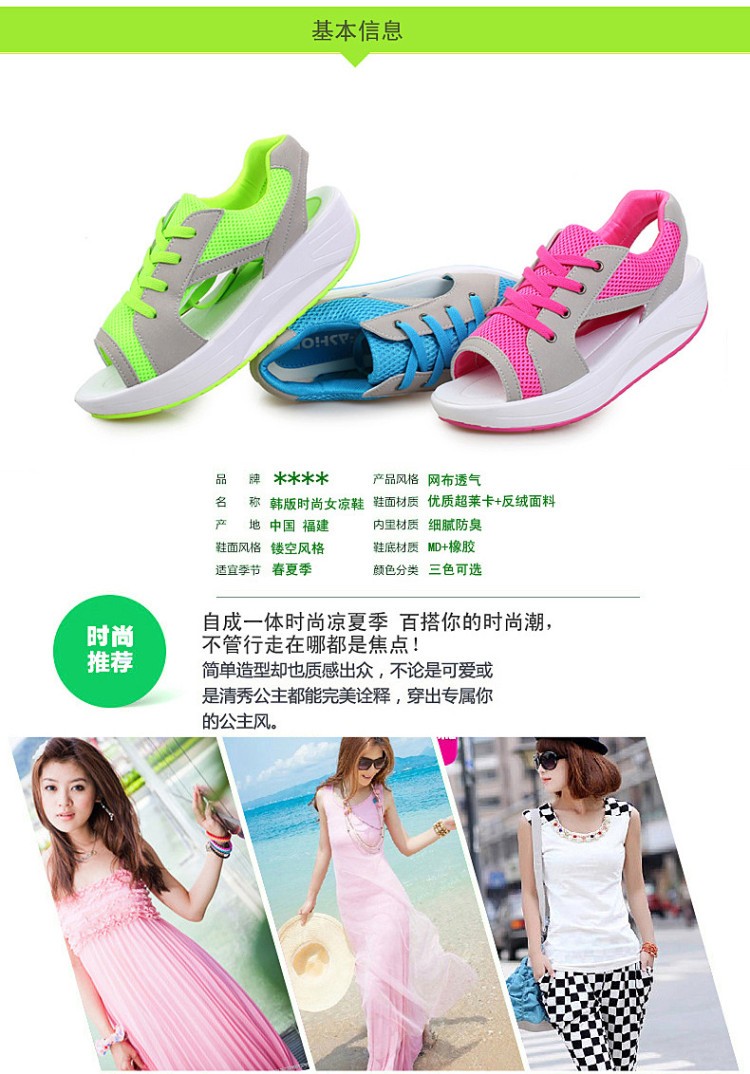 基本信息
FASHION
品 牌 **** 产品风格 网布透气
名 称 韩版时尚女凉鞋 鞋面材质 优质超莱卡+反绒面料
产 地 中国 福建 内里材质 细腻防臭
鞋面风格 镂空风格 鞋底材质 MD+橡胶
适宜季节 春夏季 颜色分类 三色可选
时尚
推荐
自成一体时尚凉夏季 百搭你的时尚潮，
不管行走在哪都是焦点！
简单造型却也质感出众，不论是可爱或
是清秀公主都能完美诠释，穿出专属你
的公主风。